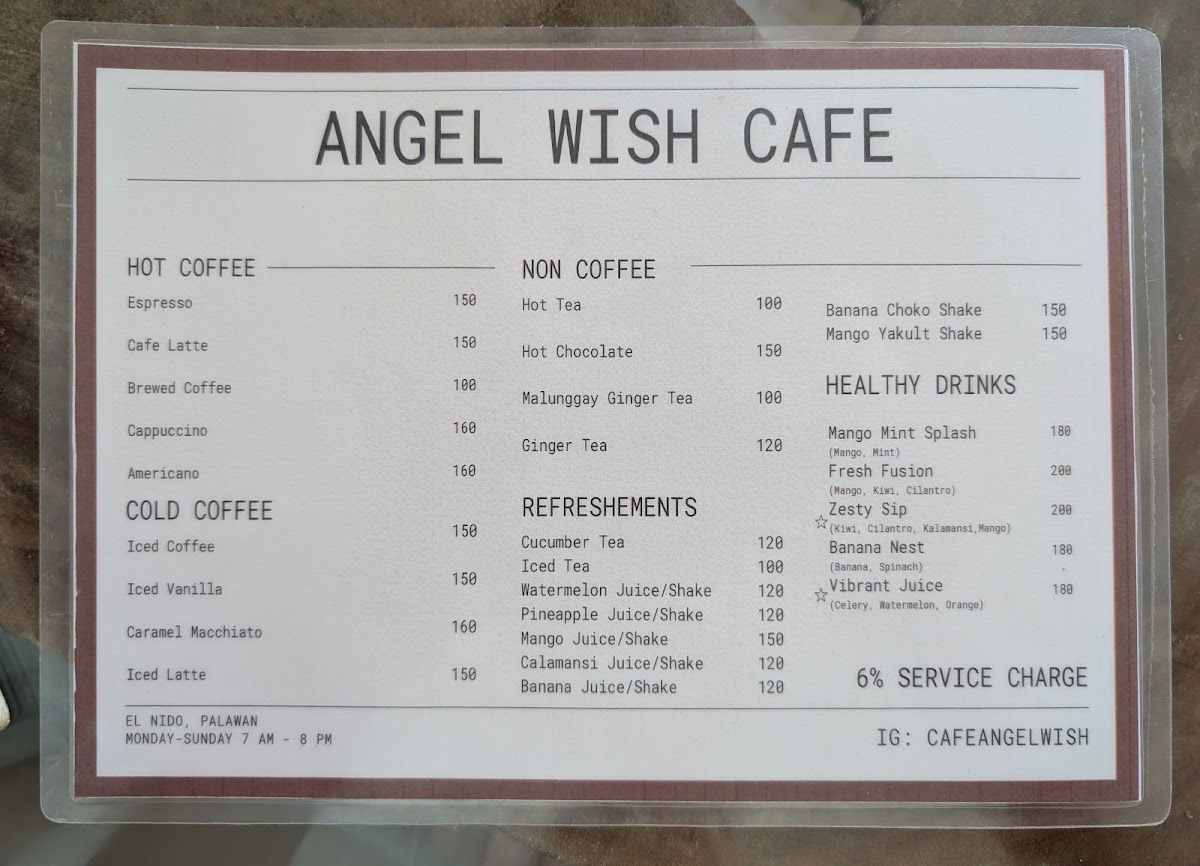 ANGEL WISH CAFE
HOT COFFEE
Espresso 150
Cafe Latte 150
Brewed Coffee 100
Cappuccino 160
Americano 160
COLD COFFEE
Iced Coffee 150
Iced Vanilla 150
Caramel Macchiato 160
Iced Latte 150
NON COFFEE
Hot Tea 100
Hot Chocolate 150
Malunggay Ginger Tea 100
Ginger Tea 120
REFRESHEMENTS
Cucumber Tea 120
Iced Tea 100
Watermelon Juice/Shake 120
Pineapple Juice/Shake 120
Mango Juice/Shake 150
Calamansi Juice/Shake 120
Banana Juice/Shake 120
Banana Choko Shake 150
Mango Yakult Shake 150
HEALTHY DRINKS
Mango Mint Splash 180
(Mango, Mint)
Fresh Fusion 200
(Mango, Kiwi, Cilantro)
Zesty Sip 200
☆(Kiwi, Cilantro, Kalamansi,Mango)
Banana Nest 180
(Banana, Spinach)
☆Vibrant Juice 180
(Celery, Watermelon, Orange)
6% SERVICE CHARGE
EL NIDO, PALAWAN
MONDAY-SUNDAY 7 AM - 8 PM
IG: CAFEANGELWISH